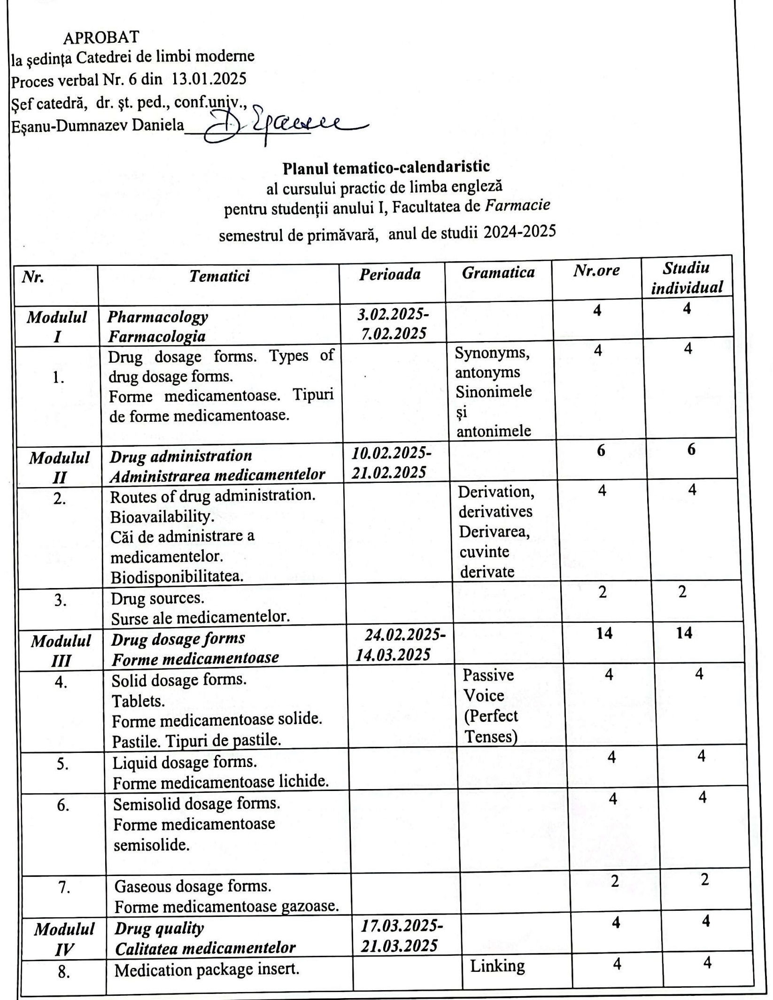 APROBAT
la ședința Catedrei de limbi moderne
Proces verbal Nr. 6 din 13.01.2025
Șef catedră, dr. șt. ped., conf.univ.,
Eșanu-Dumnazev Daniela
Planul tematico-calendaristic
al cursului practic de limba engleză
pentru studenții anului I, Facultatea de Farmacie
semestrul de primăvară, anul de studii 2024-2025
Nr. Tematici Perioada Gramatica Nr.ore Studiu
individual
Modulul Pharmacology 3.02.2025- 4 4
I Farmacologia 7.02.2025
Drug dosage forms. Types of Synonyms, 4 4
1. drug dosage forms. antonyms
Forme medicamentoase. Tipuri Sinonimele
de forme medicamentoase. și
antonimele
Modulul Drug administration 10.02.2025- 6 6
II Administrarea medicamentelor 21.02.2025
2. Routes of drug administration. Derivation, 4 4
Bioavailability. derivatives
Căi de administrare a Derivarea,
medicamentelor. cuvinte
Biodisponibilitatea. derivate
3. Drug sources. 2 2
Surse ale medicamentelor.
Modulul Drug dosage forms 24.02.2025- 14 14
III Forme medicamentoase 14.03.2025
4. Solid dosage forms. Passive 4 4
Tablets. Voice
Forme medicamentoase solide. (Perfect
Pastile. Tipuri de pastile. Tenses)
5. Liquid dosage forms. 4 4
Forme medicamentoase lichide.
6. Semisolid dosage forms. 4 4
Forme medicamentoase
semisolide.
7. Gaseous dosage forms. 2 2
Forme medicamentoase gazoase.
Modulul Drug quality 17.03.2025- 4 4
IV Calitatea medicamentelor 21.03.2025
8. Medication package insert. Linking 4 4